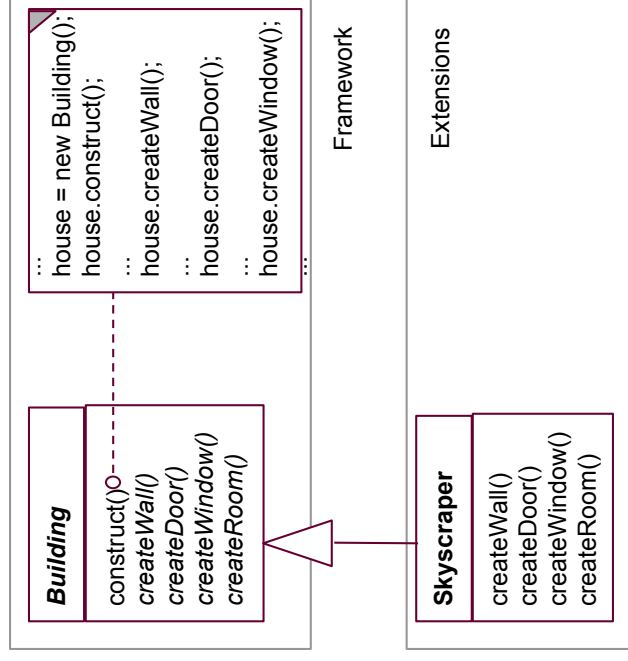 Building
construct()
createWall()
createDoor()
createWindow()
createRoom()
...
house = new Building();
house.construct();
...
house.createWall();
...
house.createDoor();
...
house.createWindow();
...
Framework
Skyscraper
createWall()
createDoor()
createWindow()
createRoom()
Extensions